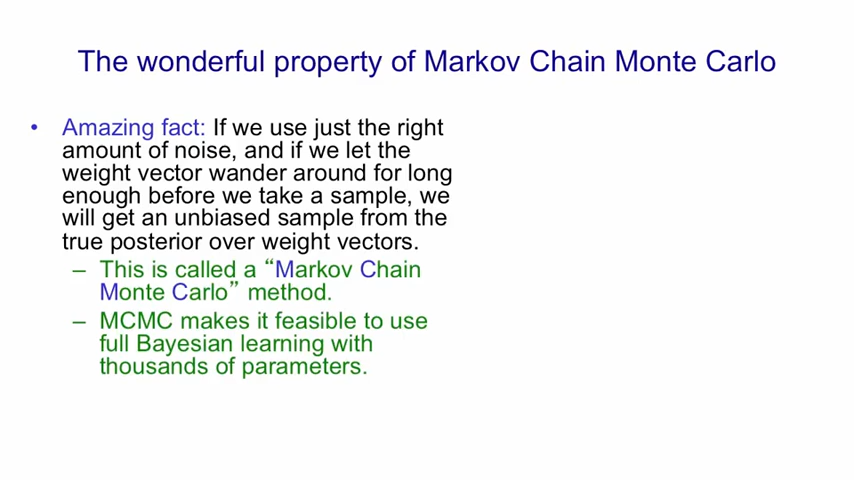 The wonderful property of Markov Chain Monte Carlo
• Amazing fact: If we use just the right
amount of noise, and if we let the
weight vector wander around for long
enough before we take a sample, we
will get an unbiased sample from the
true posterior over weight vectors.
– This is called a “Markov Chain
Monte Carlo” method.
– MCMC makes it feasible to use
full Bayesian learning with
thousands of parameters.